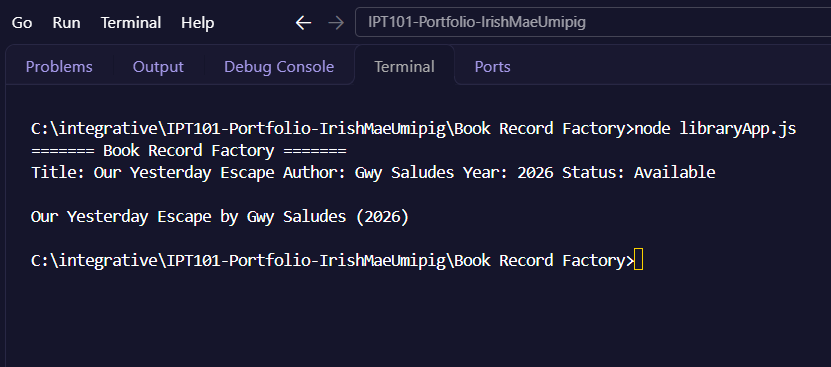 Go Run Terminal Help IPT101-Portfolio-IrishMaeUmipig
Problems Output Debug Console Terminal Ports
C:\integrative\IPT101-Portfolio-IrishMaeUmipig\Book Record Factory>node libraryApp.js
======= Book Record Factory =======
Title: Our Yesterday Escape Author: Gwy Saludes Year: 2026 Status: Available
Our Yesterday Escape by Gwy Saludes (2026)
C:\integrative\IPT101-Portfolio-IrishMaeUmipig\Book Record Factory>